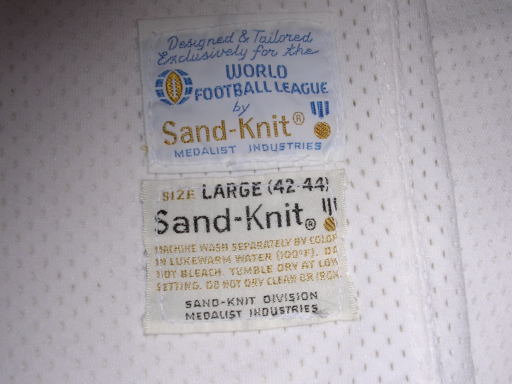 Designed & Tailored
Exclusively for the
WORLD
FOOTBALL LEAGUE
by
Sand-Knit®
MEDALIST INDUSTRIES
SIZE LARGE (42-44)
Sand-Knit®
MACHINE WASH SEPARATELY BY COLOR
IN LUKEWARM WATER (100°F). DO
NOT BLEACH. TUMBLE DRY AT LOW
SETTING. DO NOT DRY CLEAN OR IRON.
SAND-KNIT DIVISION
MEDALIST INDUSTRIES